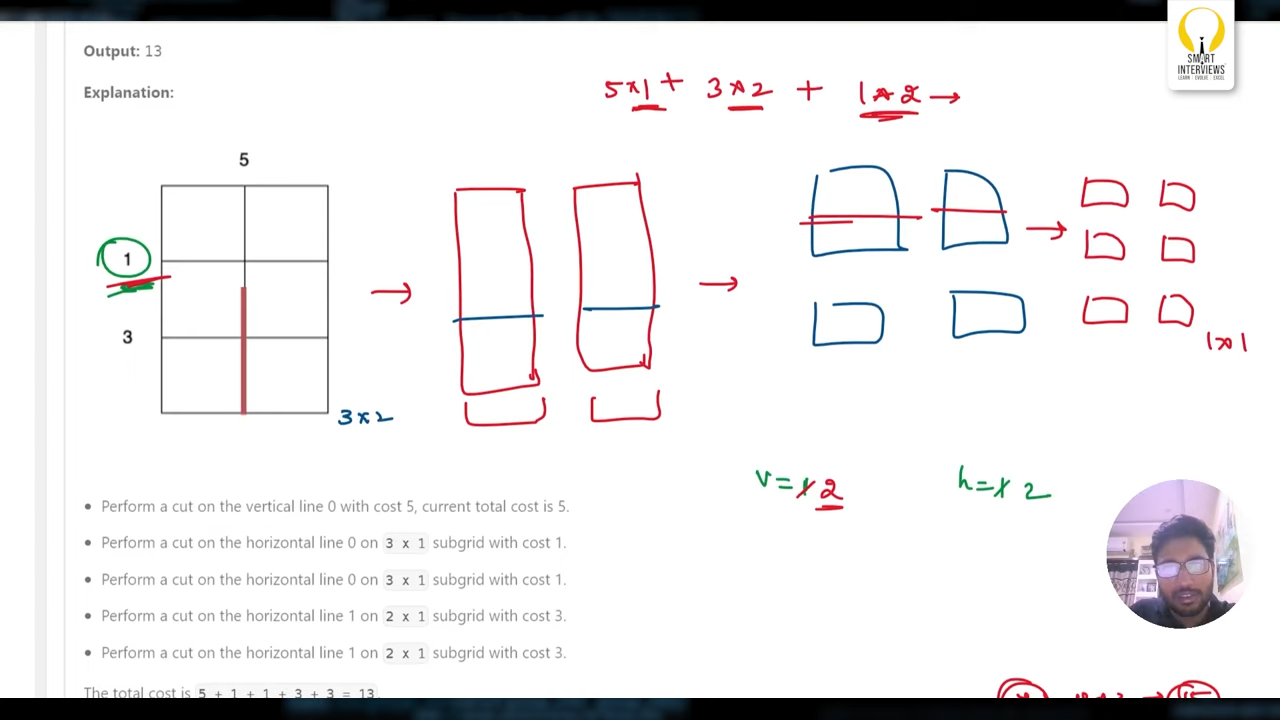 SMART
INTERVIEWS
LEARN | EVOLVE | EXCEL
Output: 13
Explanation:
5*1 + 3*2 + 1*2 →
5
1
3
3x2
1x1
v = 1 2
h = 1 2
• Perform a cut on the vertical line 0 with cost 5, current total cost is 5.
• Perform a cut on the horizontal line 0 on 3 x 1 subgrid with cost 1.
• Perform a cut on the horizontal line 0 on 3 x 1 subgrid with cost 1.
• Perform a cut on the horizontal line 1 on 2 x 1 subgrid with cost 3.
• Perform a cut on the horizontal line 1 on 2 x 1 subgrid with cost 3.
The total cost is 5 + 1 + 1 + 3 + 3 = 13.